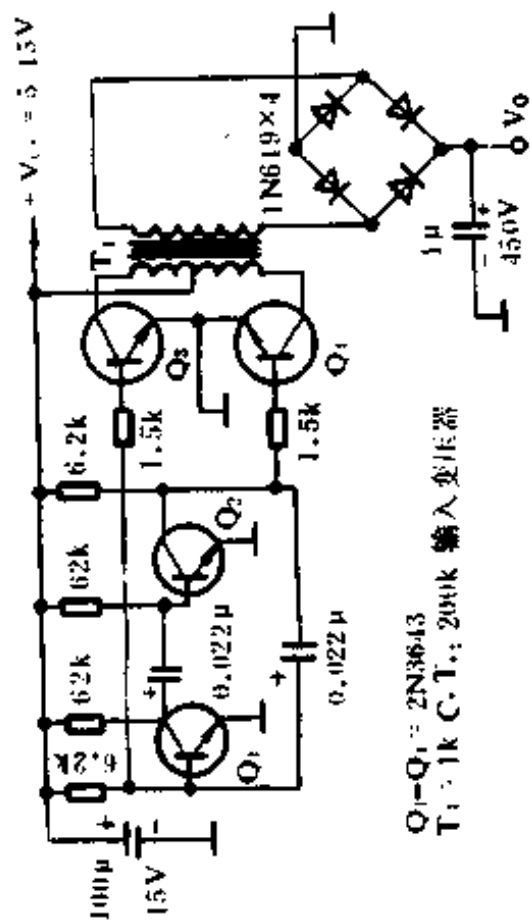 + Vcc = 5 15V
6.2k
62k
62k
6.2k
100μ
+
-
15V
Q1
+
0.022μ
Q2
+
0.022μ
1.5k
1.5k
Q3
Q4
T1
1N619×4
1μ
+
-
450V
Vo
Q1-Q4 = 2N3643
T1 : 1k C.T.: 200k 输入变压器